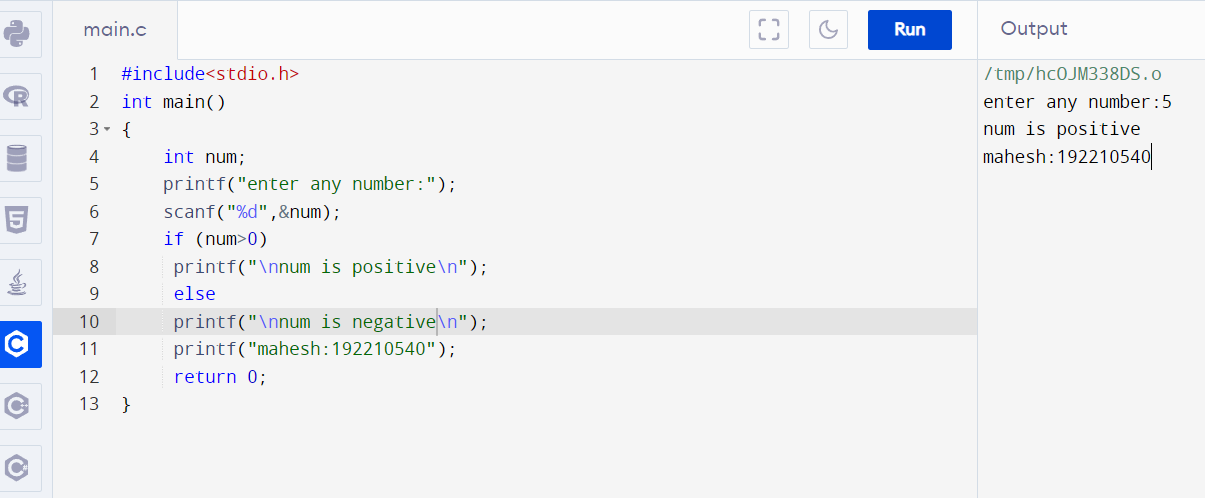 main.c
Run
Output
1 #include<stdio.h>
2 int main()
3 {
4 int num;
5 printf("enter any number:");
6 scanf("%d",&num);
7 if (num>0)
8 printf("\nnum is positive\n");
9 else
10 printf("\nnum is negative\n");
11 printf("mahesh:192210540");
12 return 0;
13 }
/tmp/hcOJM338DS.o
enter any number:5
num is positive
mahesh:192210540
R
5
C
C++
C#